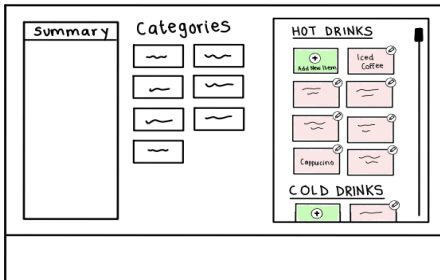 Summary
Categories
HOT DRINKS
Add New Item
Iced
Coffee
Cappucino
COLD DRINKS